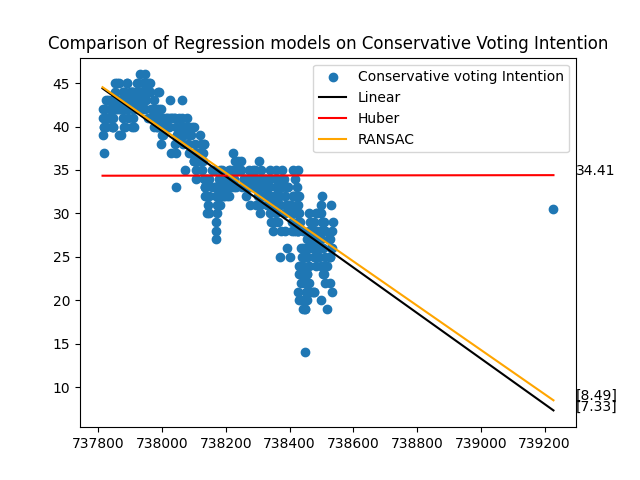 Comparison of Regression models on Conservative Voting Intention
Conservative voting Intention
Linear
Huber
RANSAC
45
40
35
30
25
20
15
10
34.41
[8.49]
[7.33]
737800 738000 738200 738400 738600 738800 739000 739200